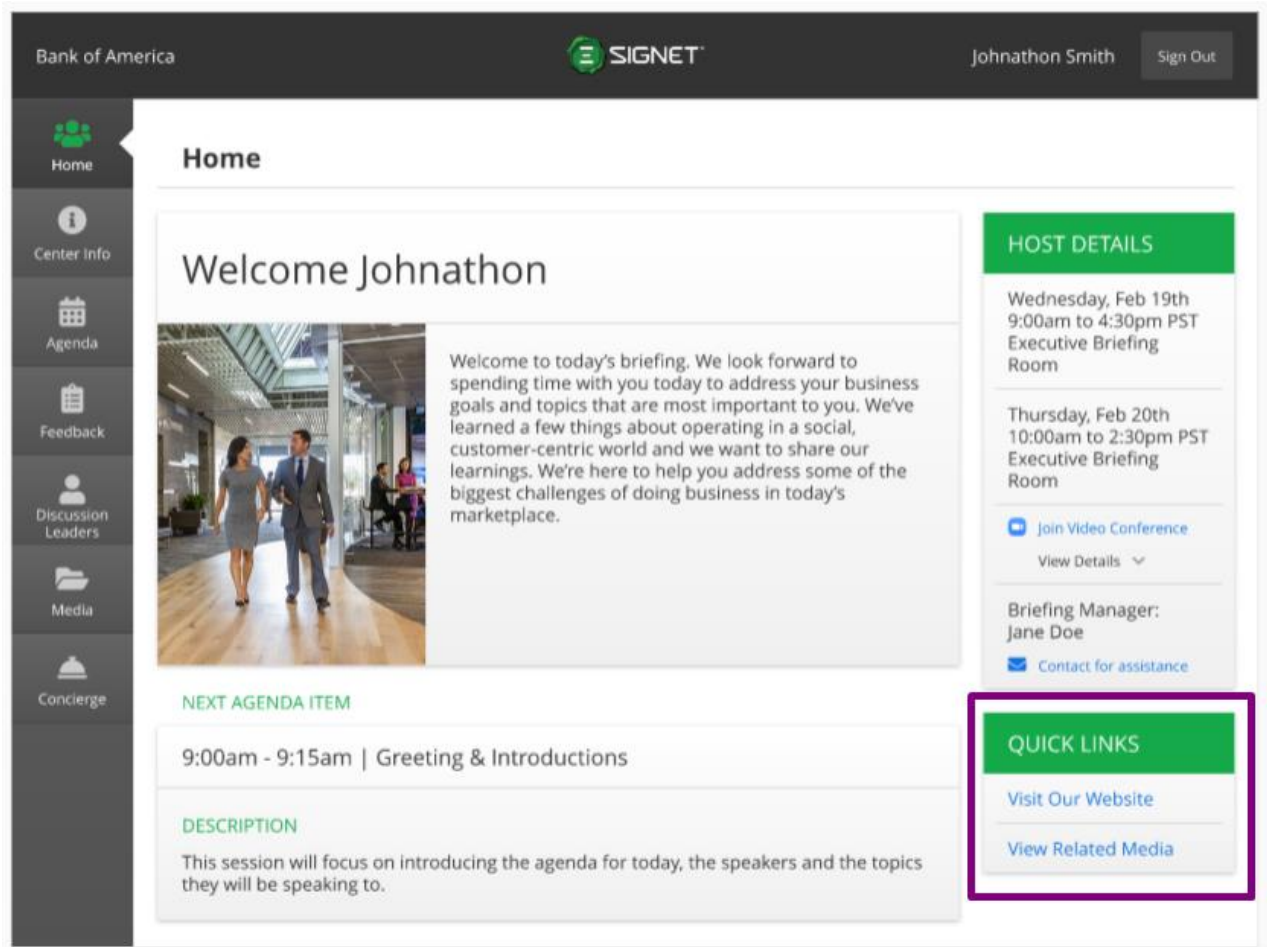 Bank of America
SIGNET
Johnathon Smith
Sign Out
Home
Center Info
Agenda
Feedback
Discussion
Leaders
Media
Concierge
Home
Welcome Johnathon
Welcome to today's briefing. We look forward to
spending time with you today to address your business
goals and topics that are most important to you. We've
learned a few things about operating in a social,
customer-centric world and we want to share our
learnings. We're here to help you address some of the
biggest challenges of doing business in today's
marketplace.
NEXT AGENDA ITEM
9:00am - 9:15am | Greeting & Introductions
DESCRIPTION
This session will focus on introducing the agenda for today, the speakers and the topics
they will be speaking to.
HOST DETAILS
Wednesday, Feb 19th
9:00am to 4:30pm PST
Executive Briefing
Room
Thursday, Feb 20th
10:00am to 2:30pm PST
Executive Briefing
Room
Join Video Conference
View Details
Briefing Manager:
Jane Doe
Contact for assistance
QUICK LINKS
Visit Our Website
View Related Media